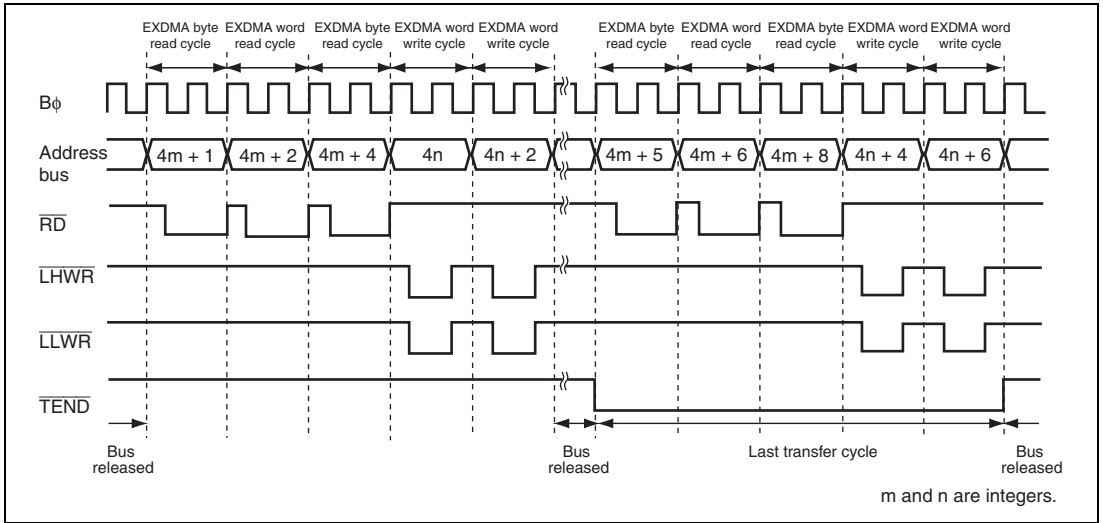 EXDMA byte read cycle
EXDMA word read cycle
EXDMA byte read cycle
EXDMA word write cycle
EXDMA word write cycle
EXDMA byte read cycle
EXDMA word read cycle
EXDMA byte read cycle
EXDMA word write cycle
EXDMA word write cycle
Bφ
Address bus
4m + 1
4m + 2
4m + 4
4n
4n + 2
4m + 5
4m + 6
4m + 8
4n + 4
4n + 6
RD
LHWR
LLWR
TEND
Bus released
Bus released
Last transfer cycle
Bus released
m and n are integers.